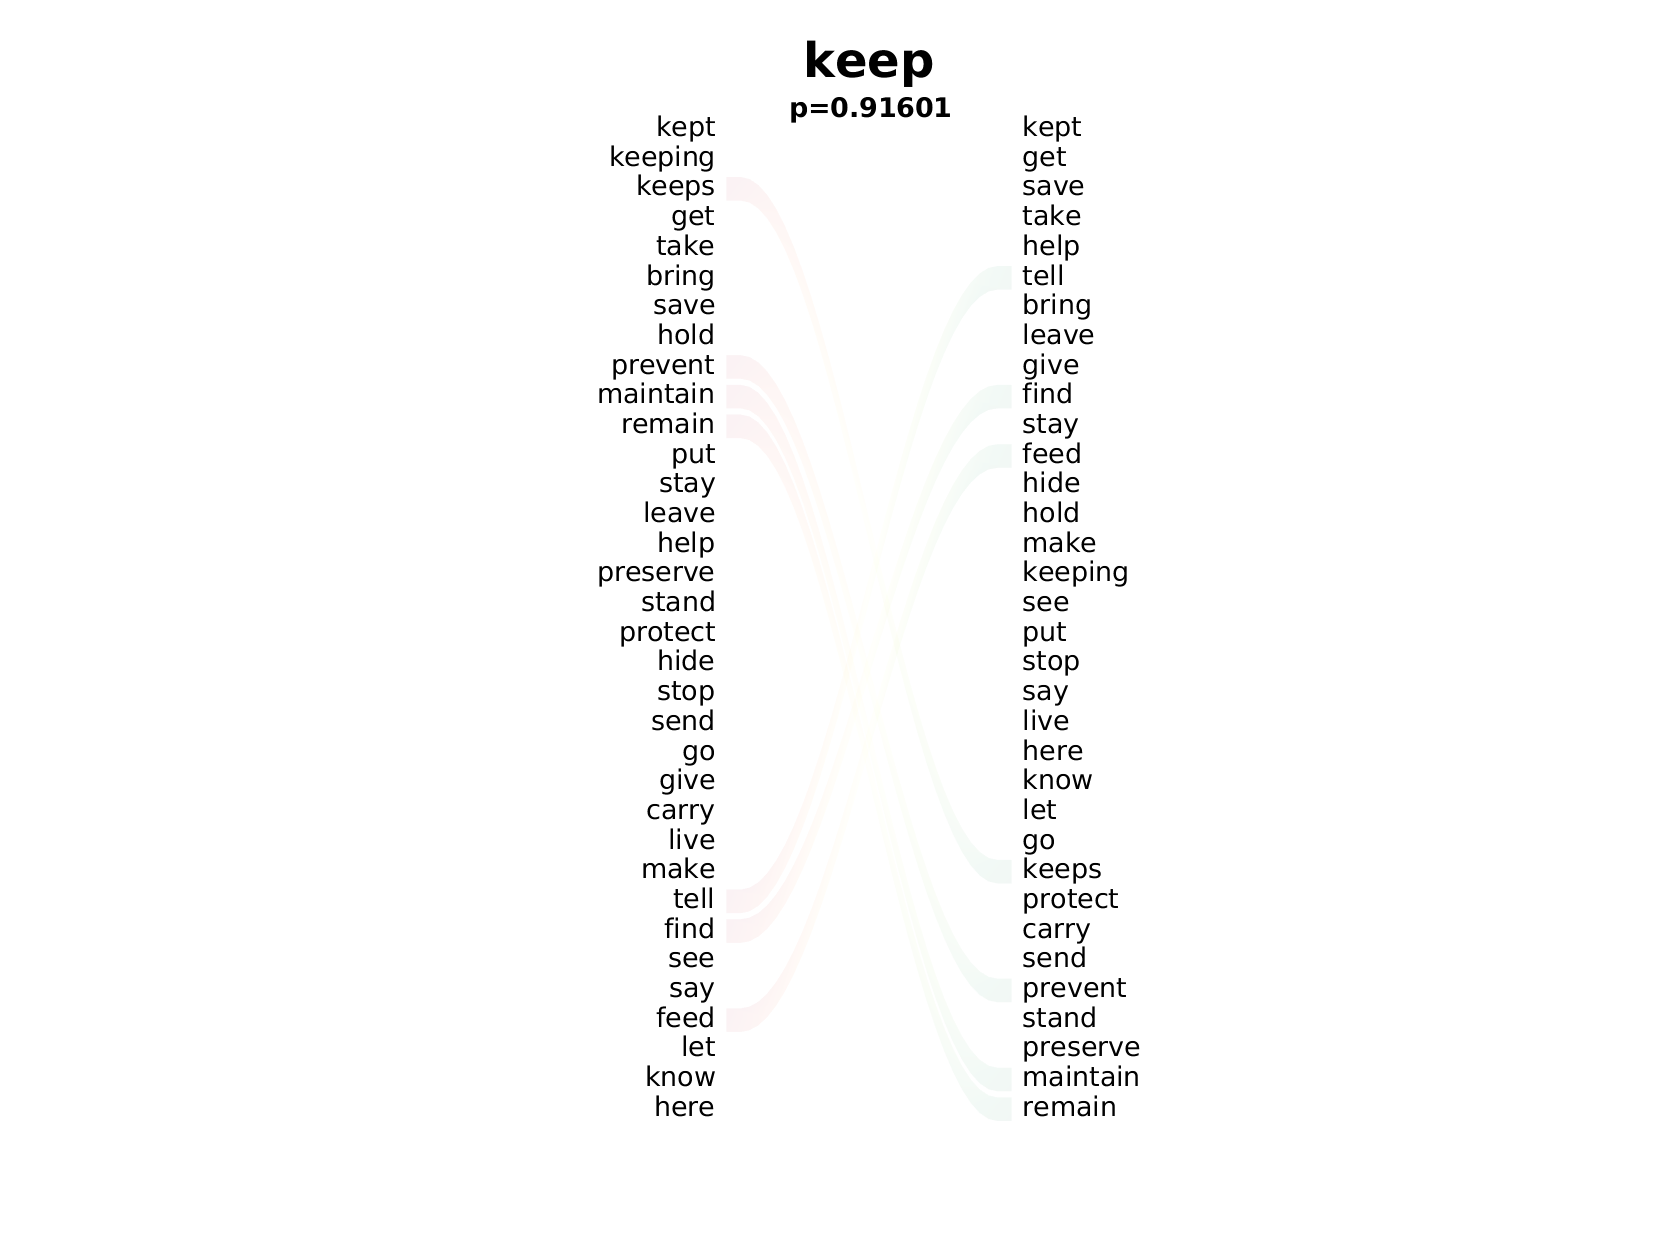 keep
p=0.91601
kept kept
keeping get
keeps save
get take
take help
bring tell
save bring
hold leave
prevent give
maintain find
remain stay
put feed
stay hide
leave hold
help make
preserve keeping
stand see
protect put
hide stop
stop say
send live
go here
give know
carry let
live go
make keeps
tell protect
find carry
see send
say prevent
feed stand
let preserve
know maintain
here remain